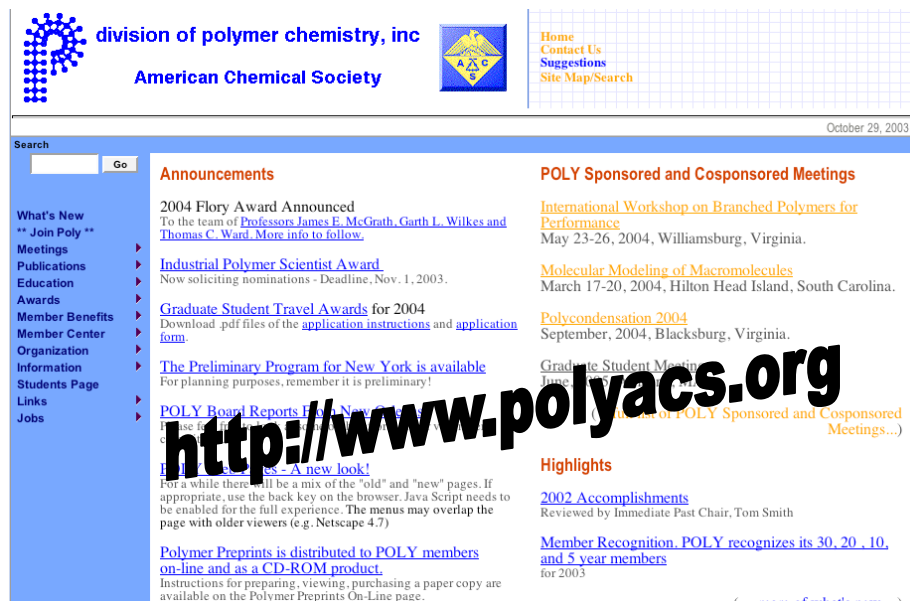 division of polymer chemistry, inc
American Chemical Society
A C S
Home
Contact Us
Suggestions
Site Map/Search
October 29, 2003
Search
Go
What's New
** Join Poly **
Meetings
Publications
Education
Awards
Member Benefits
Member Center
Organization
Information
Students Page
Links
Jobs
Announcements
2004 Flory Award Announced
To the team of Professors James E. McGrath, Garth L. Wilkes and
Thomas C. Ward. More info to follow.
Industrial Polymer Scientist Award
Now soliciting nominations - Deadline, Nov. 1, 2003.
Graduate Student Travel Awards for 2004
Download .pdf files of the application instructions and application
form.
The Preliminary Program for New York is available
For planning purposes, remember it is preliminary!
POLY Board Reports From New
http://www.polyacs.org
- A new look!
For a while there will be a mix of the "old" and "new" pages. If
appropriate, use the back key on the browser. Java Script needs to
be enabled for the full experience. The menus may overlap the
page with older viewers (e.g. Netscape 4.7)
Polymer Preprints is distributed to POLY members
on-line and as a CD-ROM product.
Instructions for preparing, viewing, purchasing a paper copy are
available on the Polymer Preprints On-Line page.
POLY Sponsored and Cosponsored Meetings
International Workshop on Branched Polymers for
Performance
May 23-26, 2004, Williamsburg, Virginia.
Molecular Modeling of Macromolecules
March 17-20, 2004, Hilton Head Island, South Carolina.
Polycondensation 2004
September, 2004, Blacksburg, Virginia.
Graduate Student Meeting
June,
of POLY Sponsored and Cosponsored
Meetings...)
Highlights
2002 Accomplishments
Reviewed by Immediate Past Chair, Tom Smith
Member Recognition. POLY recognizes its 30, 20 , 10,
and 5 year members
for 2003